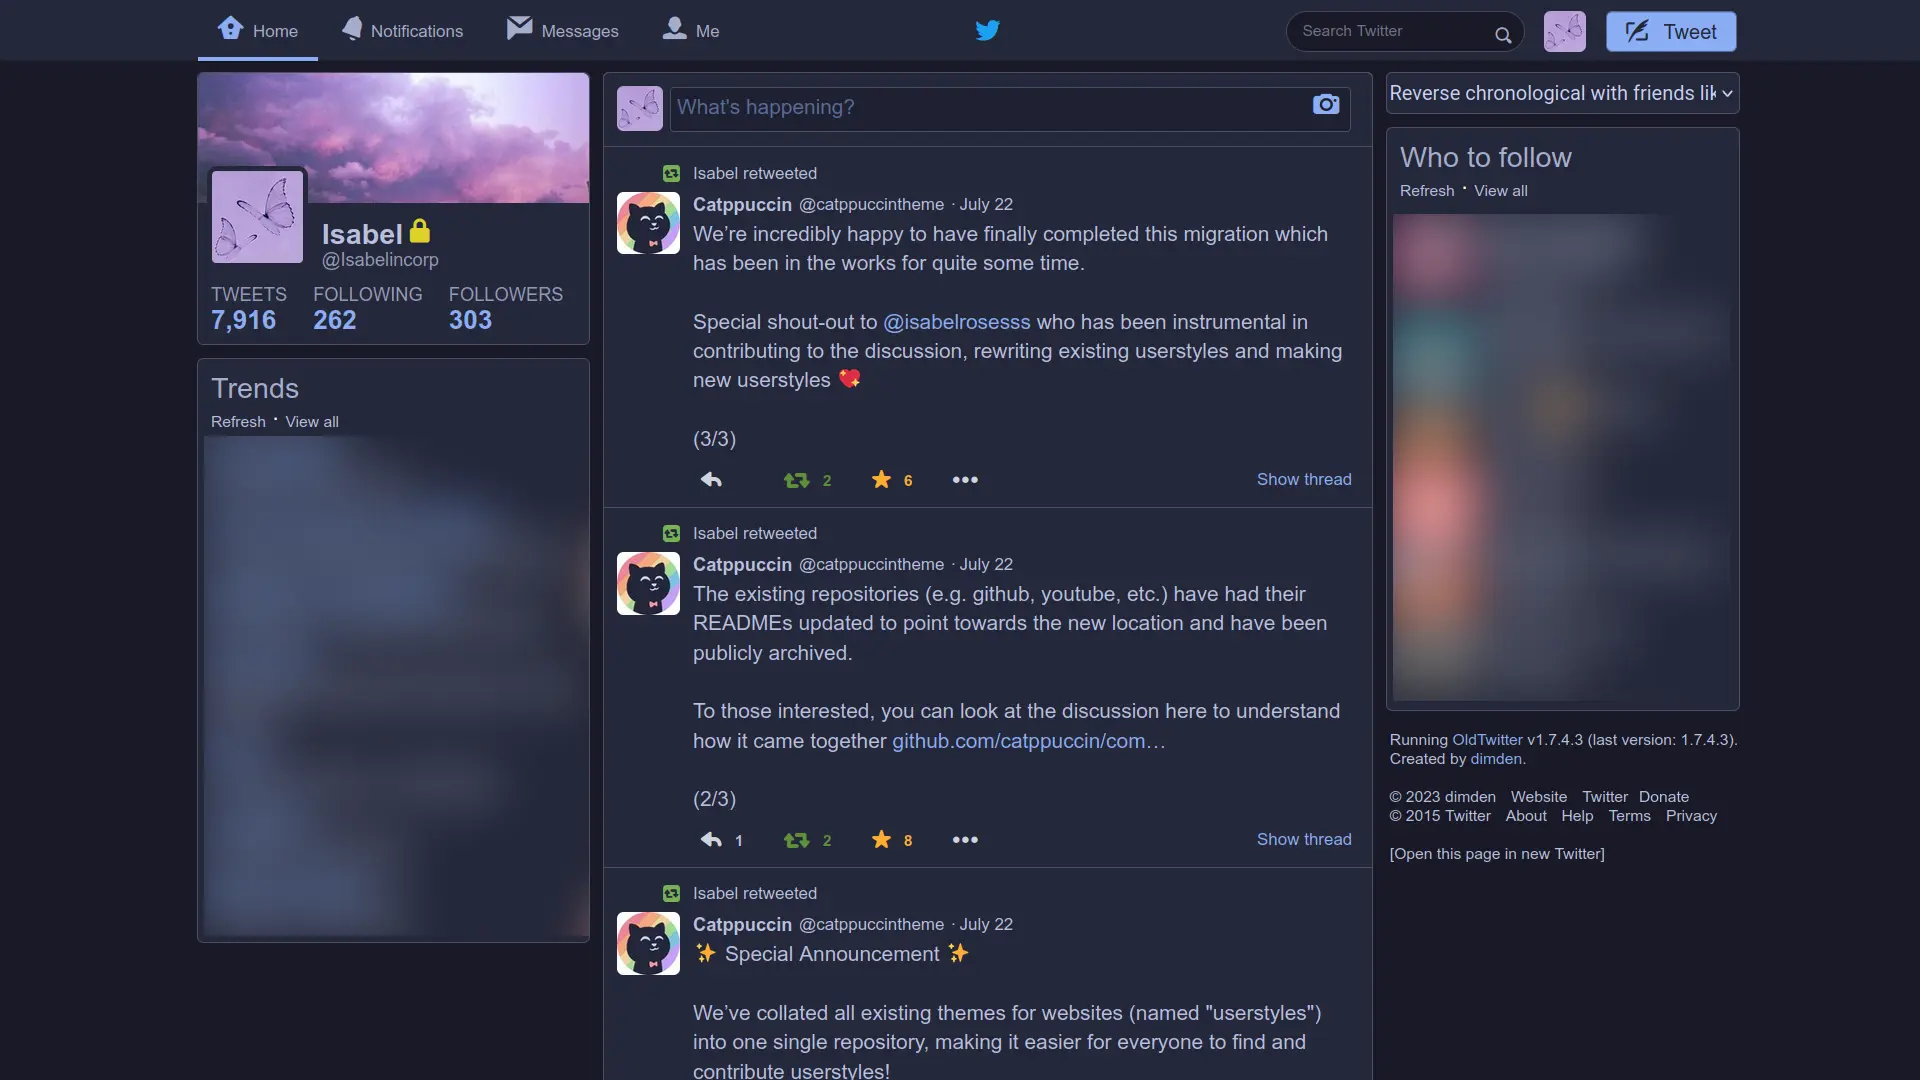 Home
Notifications
Messages
Me
Search Twitter
Tweet
Isabel
@Isabelincorp
TWEETS FOLLOWING FOLLOWERS
7,916 262 303
Trends
Refresh · View all
What's happening?
Isabel retweeted
Catppuccin @catppuccintheme · July 22
We’re incredibly happy to have finally completed this migration which
has been in the works for quite some time.
Special shout-out to @isabelrosesss who has been instrumental in
contributing to the discussion, rewriting existing userstyles and making
new userstyles 💖
(3/3)
2 6 ••• Show thread
Isabel retweeted
Catppuccin @catppuccintheme · July 22
The existing repositories (e.g. github, youtube, etc.) have had their
READMEs updated to point towards the new location and have been
publicly archived.
To those interested, you can look at the discussion here to understand
how it came together github.com/catppuccin/com…
(2/3)
1 2 8 ••• Show thread
Isabel retweeted
Catppuccin @catppuccintheme · July 22
✨ Special Announcement ✨
We’ve collated all existing themes for websites (named "userstyles")
into one single repository, making it easier for everyone to find and
contribute userstyles!
Reverse chronological with friends lik
Who to follow
Refresh · View all
Running OldTwitter v1.7.4.3 (last version: 1.7.4.3).
Created by dimden.
© 2023 dimden Website Twitter Donate
© 2015 Twitter About Help Terms Privacy
[Open this page in new Twitter]